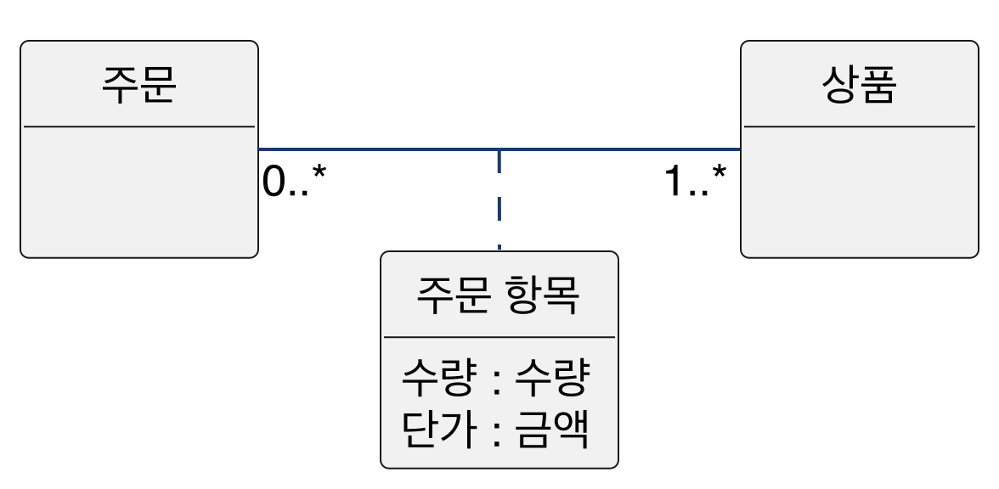 주문
상품
0..*
1..*
주문 항목
수량 : 수량
단가 : 금액